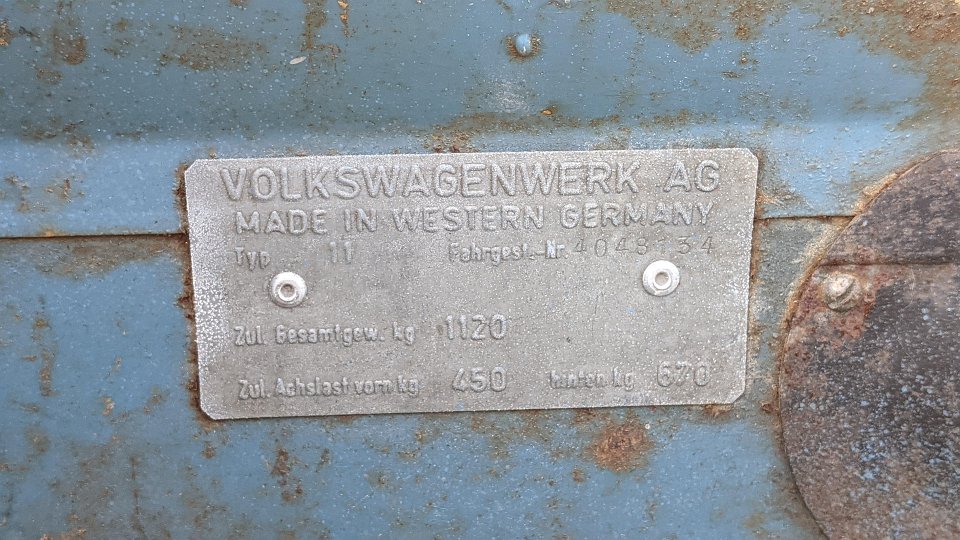 VOLKSWAGENWERK AG
MADE IN WESTERN GERMANY
Typ 11 Fahrgest.-Nr.
Zul. Gesamtgew. kg 1120
Zul. Achslast vorn kg 450 hinten kg 670